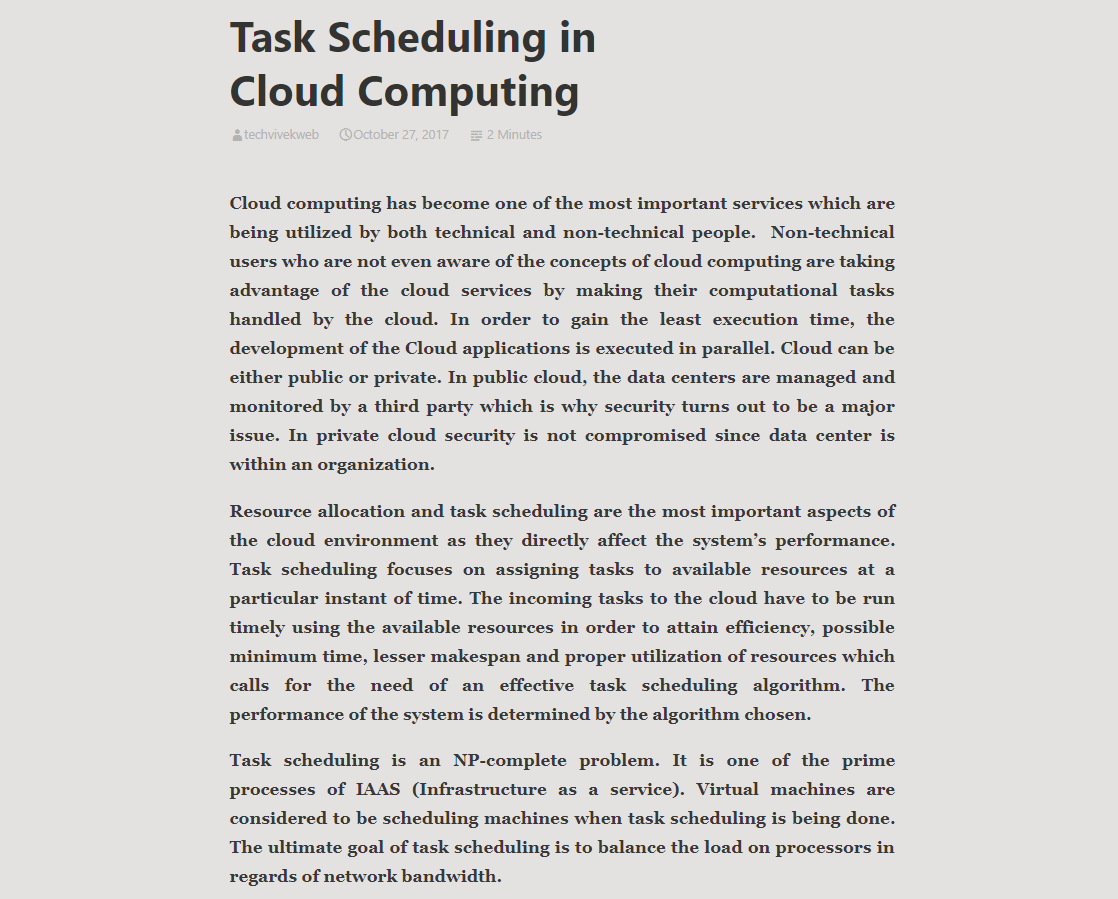 Task Scheduling in
Cloud Computing
techvivekweb October 27, 2017 2 Minutes
Cloud computing has become one of the most important services which are
being utilized by both technical and non-technical people. Non-technical
users who are not even aware of the concepts of cloud computing are taking
advantage of the cloud services by making their computational tasks
handled by the cloud. In order to gain the least execution time, the
development of the Cloud applications is executed in parallel. Cloud can be
either public or private. In public cloud, the data centers are managed and
monitored by a third party which is why security turns out to be a major
issue. In private cloud security is not compromised since data center is
within an organization.
Resource allocation and task scheduling are the most important aspects of
the cloud environment as they directly affect the system’s performance.
Task scheduling focuses on assigning tasks to available resources at a
particular instant of time. The incoming tasks to the cloud have to be run
timely using the available resources in order to attain efficiency, possible
minimum time, lesser makespan and proper utilization of resources which
calls for the need of an effective task scheduling algorithm. The
performance of the system is determined by the algorithm chosen.
Task scheduling is an NP-complete problem. It is one of the prime
processes of IAAS (Infrastructure as a service). Virtual machines are
considered to be scheduling machines when task scheduling is being done.
The ultimate goal of task scheduling is to balance the load on processors in
regards of network bandwidth.